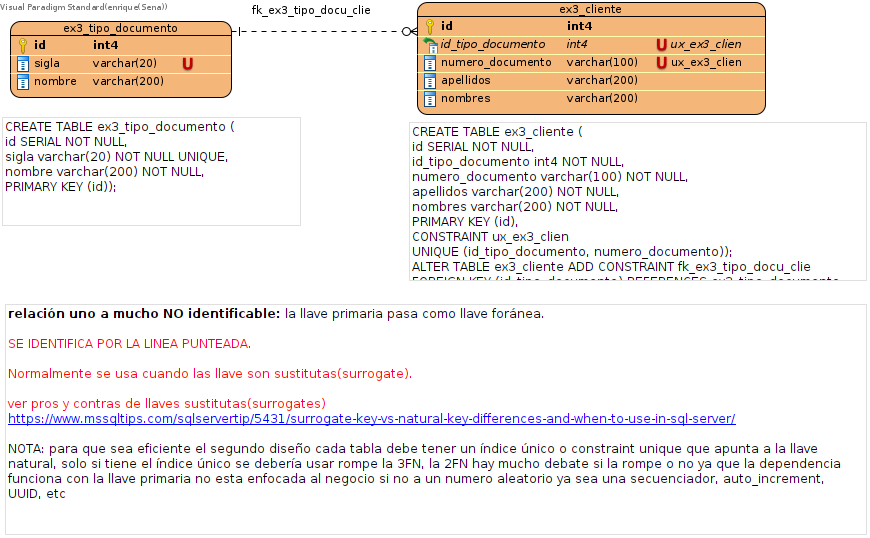 Visual Paradigm Standard(enrique(Sena))
fk_ex3_tipo_docu_clie
ex3_tipo_documento
id int4
sigla varchar(20) U
nombre varchar(200)
ex3_cliente
id int4
id_tipo_documento int4 U ux_ex3_clien
numero_documento varchar(100) U ux_ex3_clien
apellidos varchar(200)
nombres varchar(200)
CREATE TABLE ex3_tipo_documento (
id SERIAL NOT NULL,
sigla varchar(20) NOT NULL UNIQUE,
nombre varchar(200) NOT NULL,
PRIMARY KEY (id));
CREATE TABLE ex3_cliente (
id SERIAL NOT NULL,
id_tipo_documento int4 NOT NULL,
numero_documento varchar(100) NOT NULL,
apellidos varchar(200) NOT NULL,
nombres varchar(200) NOT NULL,
PRIMARY KEY (id),
CONSTRAINT ux_ex3_clien
UNIQUE (id_tipo_documento, numero_documento));
ALTER TABLE ex3_cliente ADD CONSTRAINT fk_ex3_tipo_docu_clie
FOREIGN KEY (id_tipo_documento) REFERENCES ex3_tipo_documento
relación uno a mucho NO identificable: la llave primaria pasa como llave foránea.
SE IDENTIFICA POR LA LINEA PUNTEADA.
Normalmente se usa cuando las llave son sustitutas(surrogate).
ver pros y contras de llaves sustitutas(surrogates)
https://www.mssqltips.com/sqlservertip/5431/surrogate-key-vs-natural-key-differences-and-when-to-use-in-sql-server/
NOTA: para que sea eficiente el segundo diseño cada tabla debe tener un índice único o constraint unique que apunta a la llave
natural, solo si tiene el índice único se debería usar rompe la 3FN, la 2FN hay mucho debate si la rompe o no ya que la dependencia
funciona con la llave primaria no esta enfocada al negocio si no a un numero aleatorio ya sea una secuenciador, auto_increment,
UUID, etc